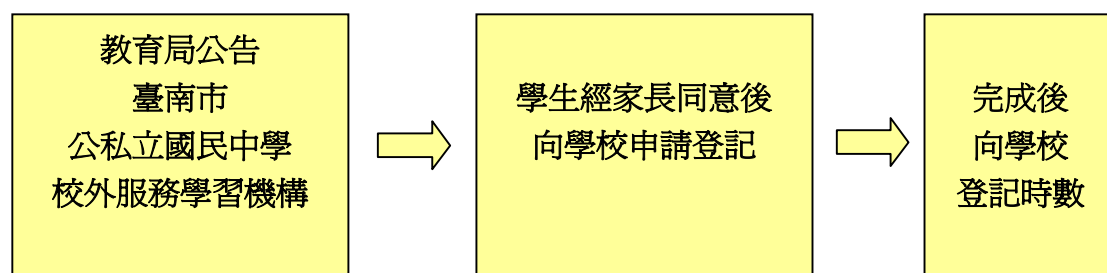 教育局公告
臺南市
公私立國民中學
校外服務學習機構
學生經家長同意後
向學校申請登記
完成後
向學校
登記時數